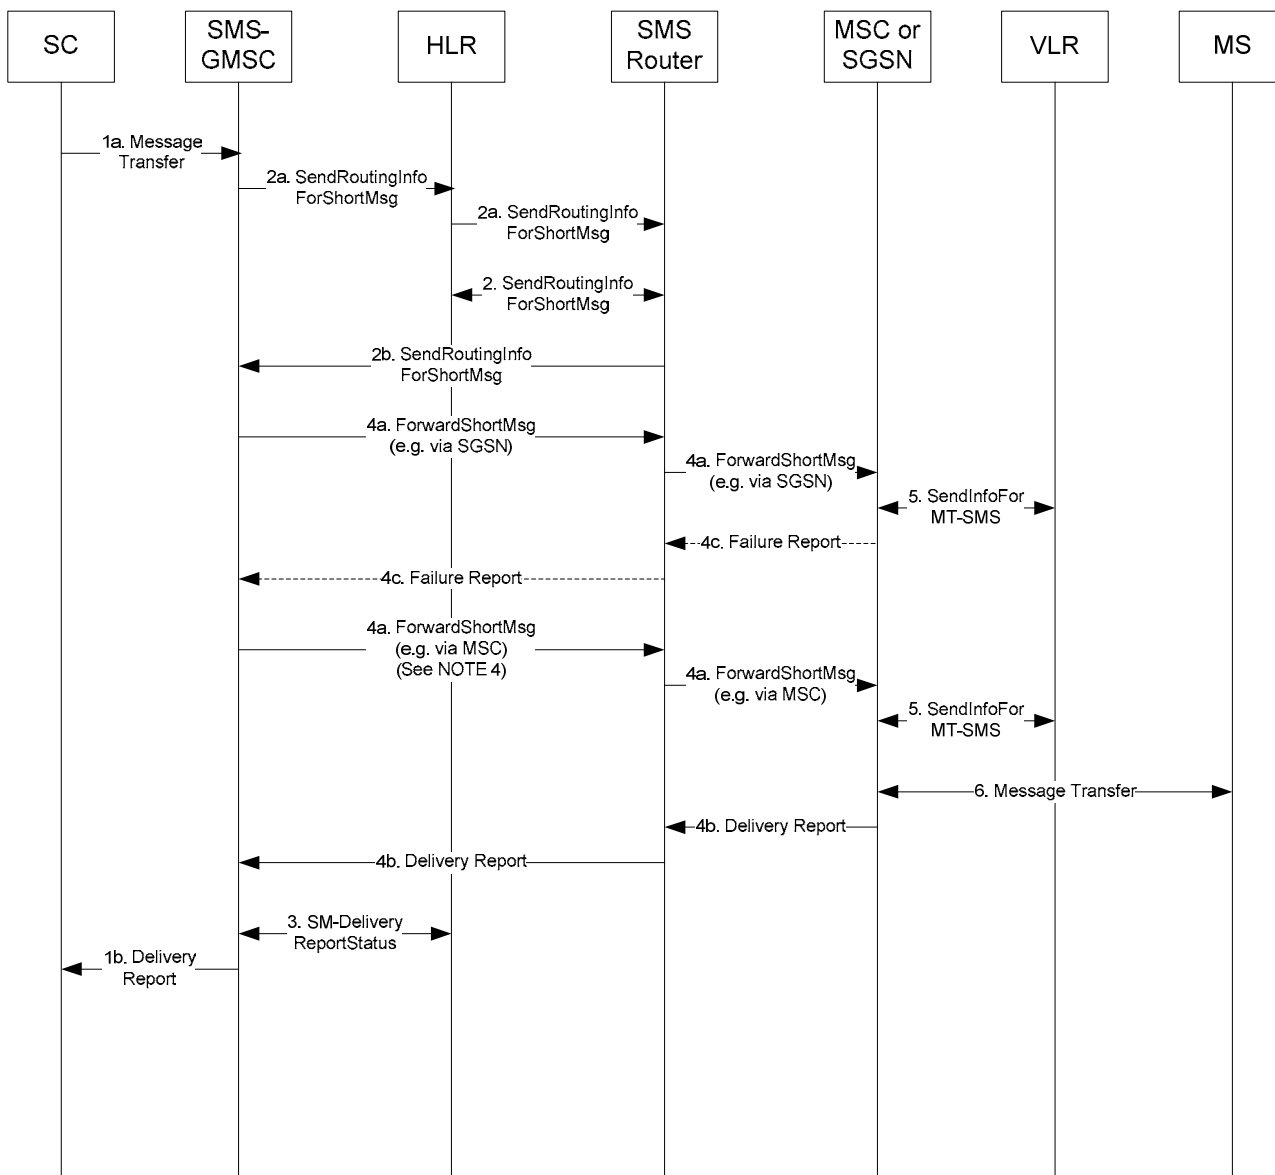 SC
SMS-
GMSC
HLR
SMS
Router
MSC or
SGSN
VLR
MS
1a. Message
Transfer
2a. SendRoutingInfo
ForShortMsg
2a. SendRoutingInfo
ForShortMsg
2. SendRoutingInfo
ForShortMsg
2b. SendRoutingInfo
ForShortMsg
4a. ForwardShortMsg
(e.g. via SGSN)
4a. ForwardShortMsg
(e.g. via SGSN)
5. SendInfoFor
MT-SMS
4c. Failure Report
4c. Failure Report
4a. ForwardShortMsg
(e.g. via MSC)
(See NOTE 4)
4a. ForwardShortMsg
(e.g. via MSC)
5. SendInfoFor
MT-SMS
6. Message Transfer
4b. Delivery Report
4b. Delivery Report
3. SM-Delivery
ReportStatus
1b. Delivery
Report